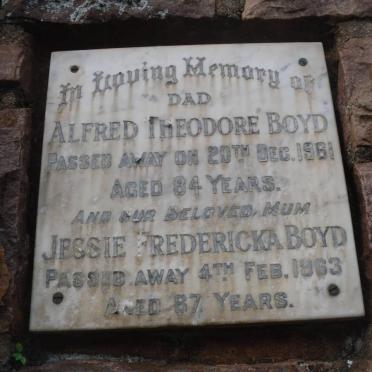 In Loving Memory of
DAD
ALFRED THEODORE BOYD
PASSED AWAY ON 20TH DEC. 1961
AGED 84 YEARS.
AND OUR BELOVED MUM
JESSIE FREDERICKA BOYD
PASSED AWAY 4TH FEB. 1963
AGED 87 YEARS.